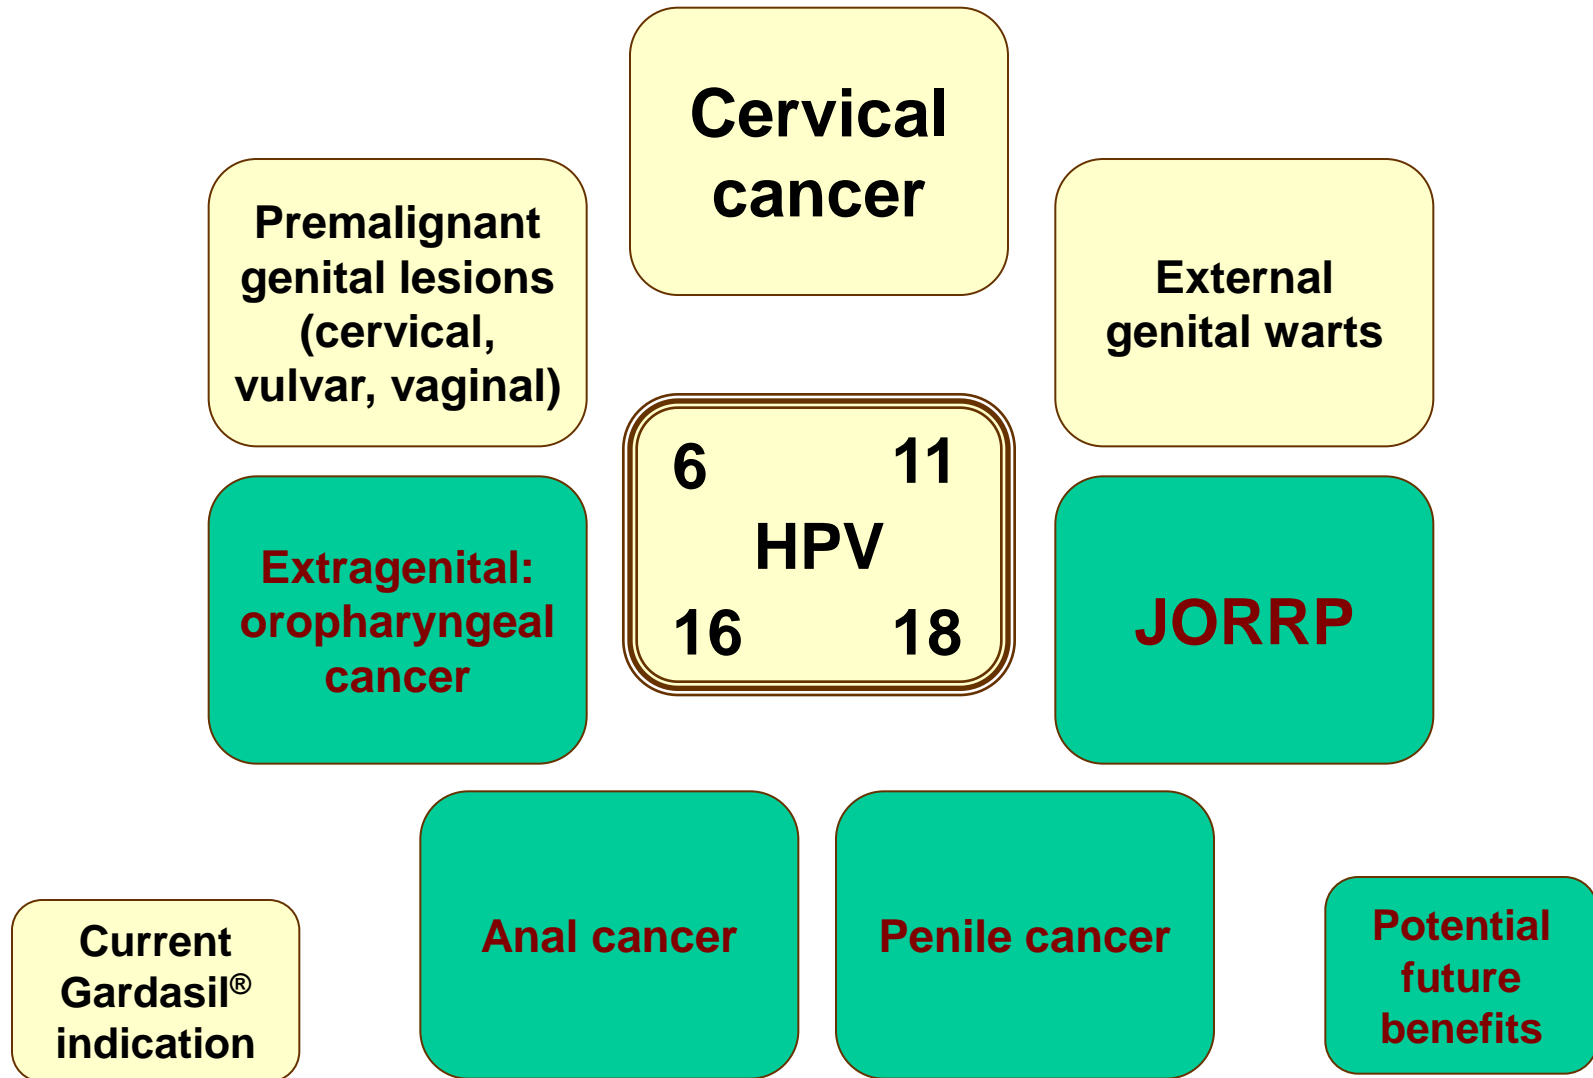 Cervical
cancer
Premalignant
genital lesions
(cervical,
vulvar, vaginal)
External
genital warts
6 11
HPV
16 18
Extragenital:
oropharyngeal
cancer
JORRP
Anal cancer
Penile cancer
Current
Gardasil®
indication
Potential
future
benefits